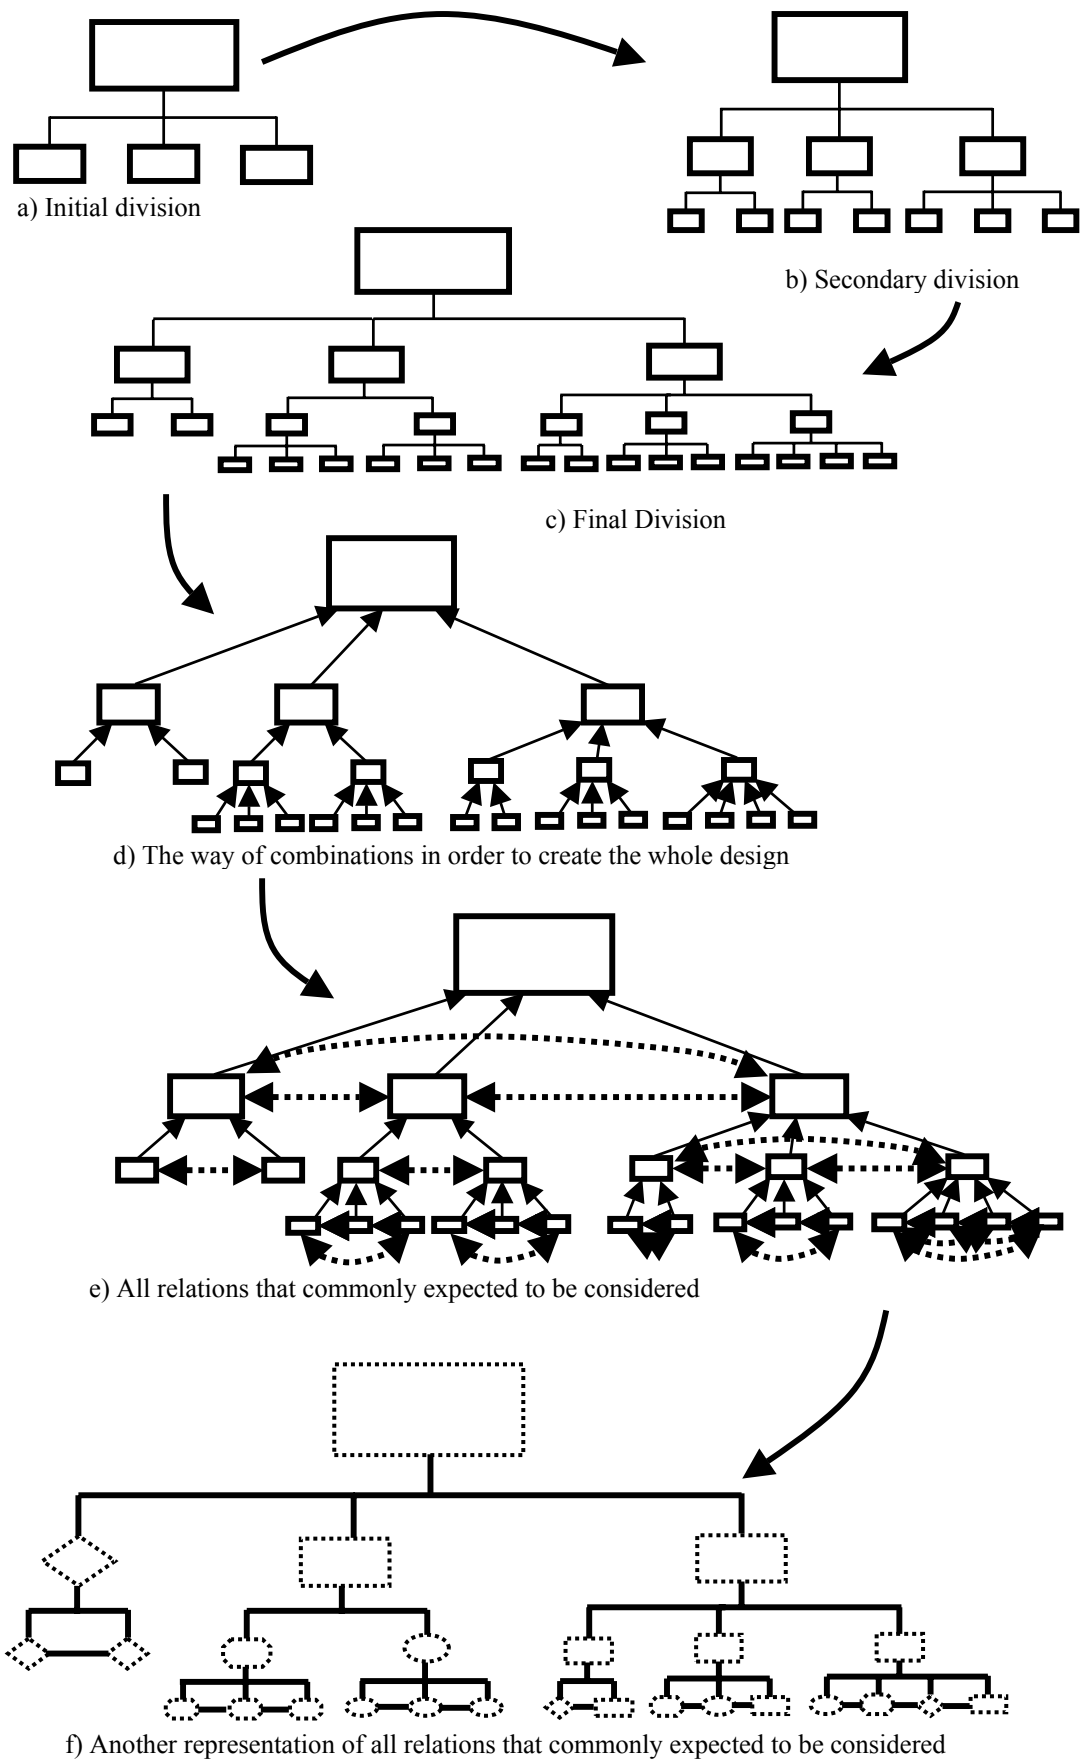 a) Initial division
b) Secondary division
c) Final Division
d) The way of combinations in order to create the whole design
e) All relations that commonly expected to be considered
f) Another representation of all relations that commonly expected to be considered